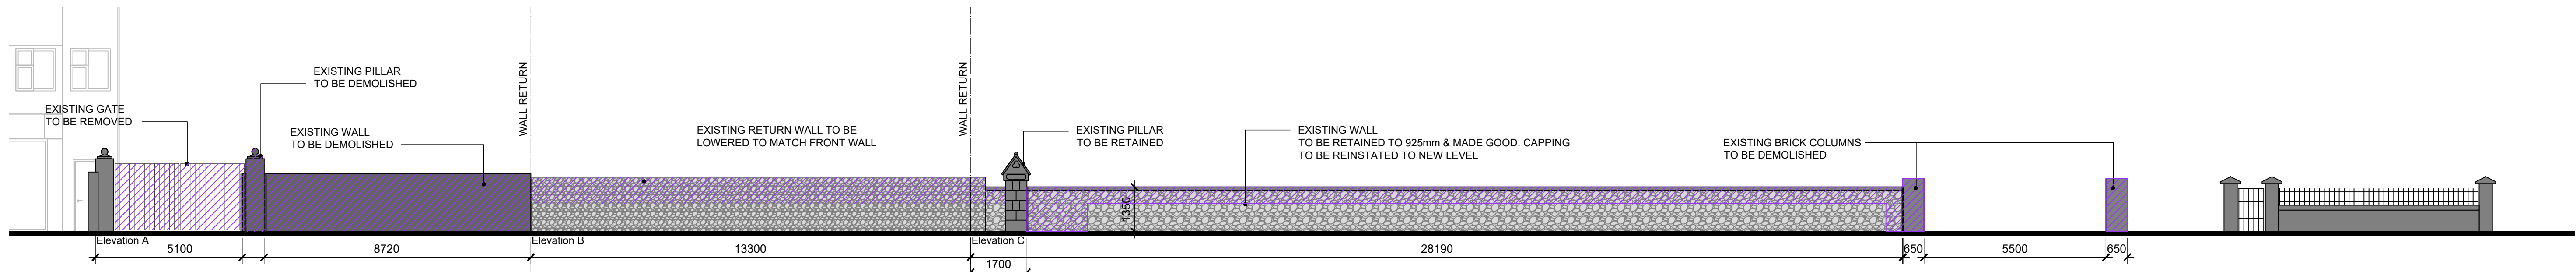 EXISTING GATE
TO BE REMOVED
EXISTING PILLAR
TO BE DEMOLISHED
EXISTING WALL
TO BE DEMOLISHED
WALL RETURN
EXISTING RETURN WALL TO BE
LOWERED TO MATCH FRONT WALL
WALL RETURN
EXISTING PILLAR
TO BE RETAINED
EXISTING WALL
TO BE RETAINED TO 925mm & MADE GOOD. CAPPING
TO BE REINSTATED TO NEW LEVEL
EXISTING BRICK COLUMNS
TO BE DEMOLISHED
1350
Elevation A
Elevation B
Elevation C
5100
8720
13300
1700
28190
650
5500
650